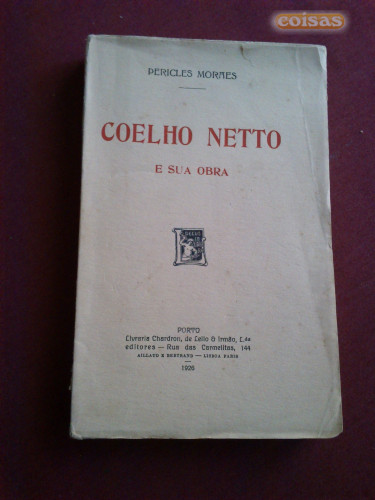 coisas
PERICLES MORAES
COELHO NETTO
E SUA OBRA
PORTO
Livraria Chardron, de Lello & Irmão, L.da
editores — Rua das Carmelitas, 144
AILLAUD E BERTRAND — LISBOA PARIS
1926